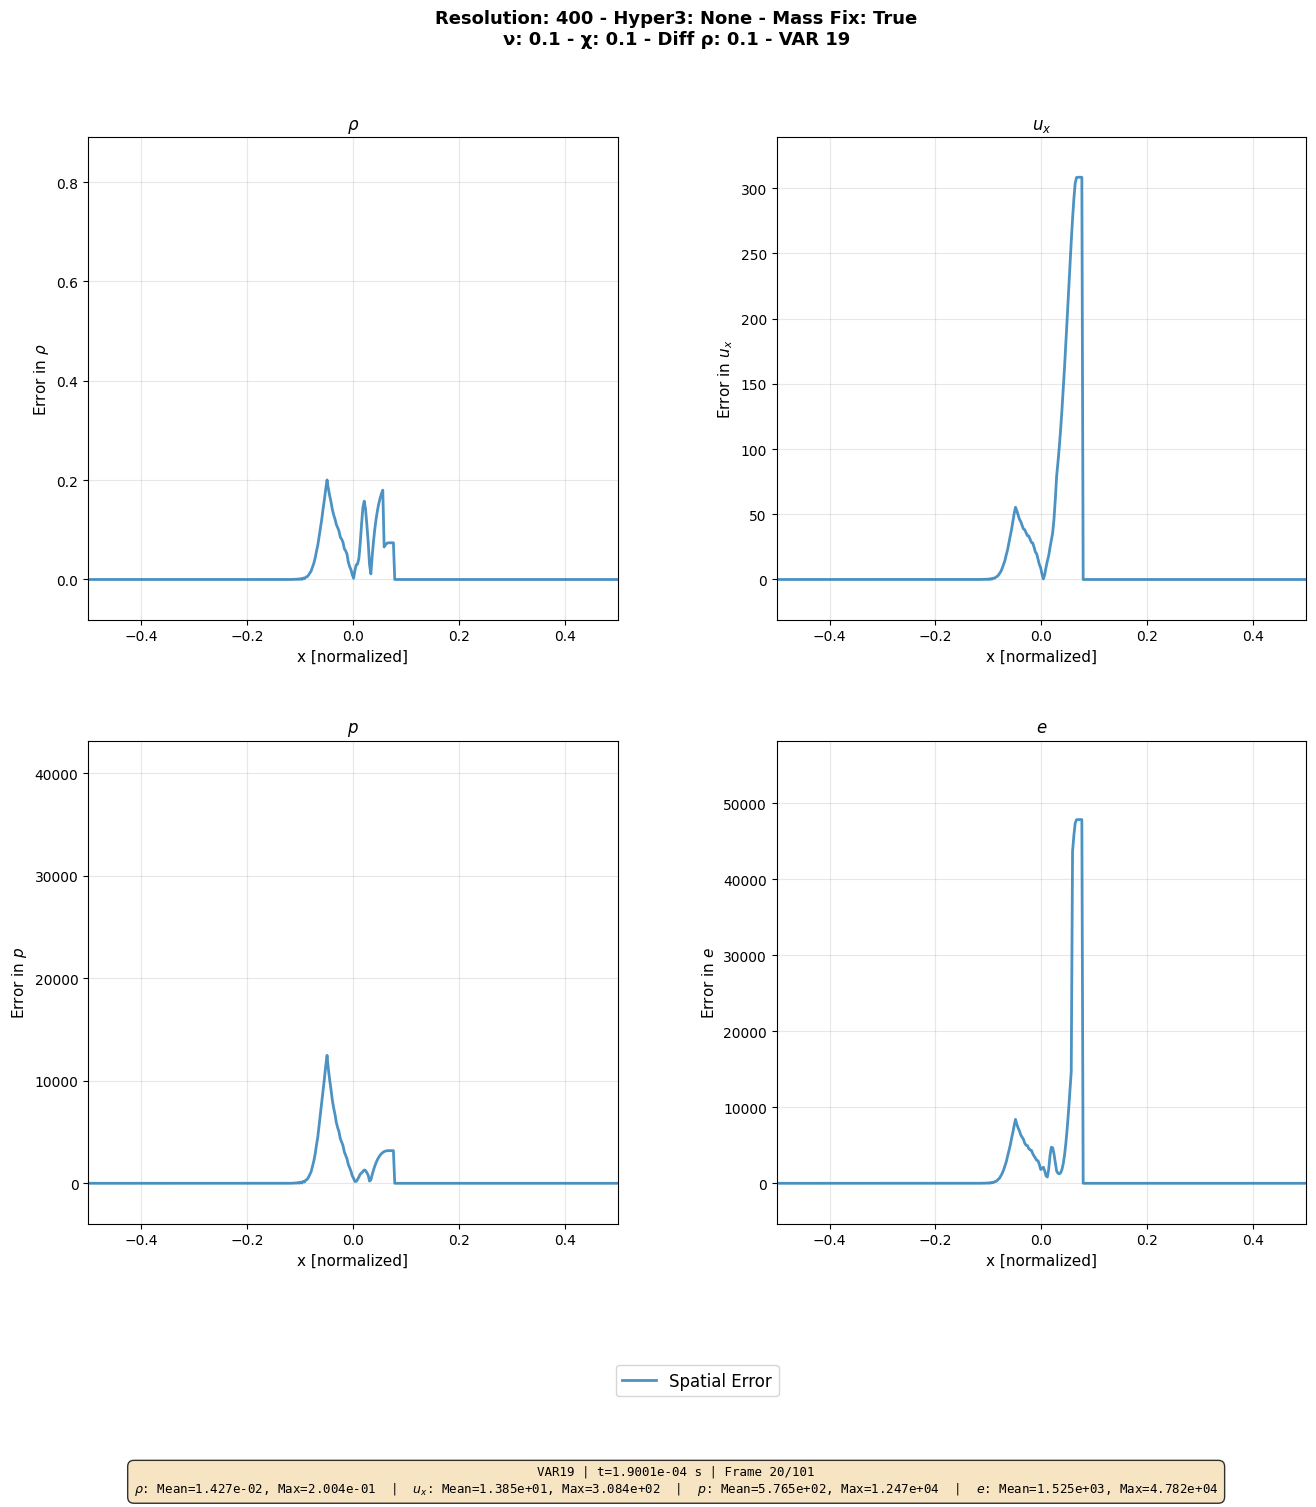 Resolution: 400 - Hyper3: None - Mass Fix: True
ν: 0.1 - χ: 0.1 - Diff ρ: 0.1 - VAR 19
ρ
0.8
0.6
0.4
0.2
0.0
Error in ρ
−0.4 −0.2 0.0 0.2 0.4
x [normalized]
u_x
300
250
200
150
100
50
0
Error in u_x
−0.4 −0.2 0.0 0.2 0.4
x [normalized]
p
40000
30000
20000
10000
0
Error in p
−0.4 −0.2 0.0 0.2 0.4
x [normalized]
e
50000
40000
30000
20000
10000
0
Error in e
−0.4 −0.2 0.0 0.2 0.4
x [normalized]
Spatial Error
VAR19 | t=1.9001e-04 s | Frame 20/101
ρ: Mean=1.427e-02, Max=2.004e-01 | u_x: Mean=1.385e+01, Max=3.084e+02 | p: Mean=5.765e+02, Max=1.247e+04 | e: Mean=1.525e+03, Max=4.782e+04